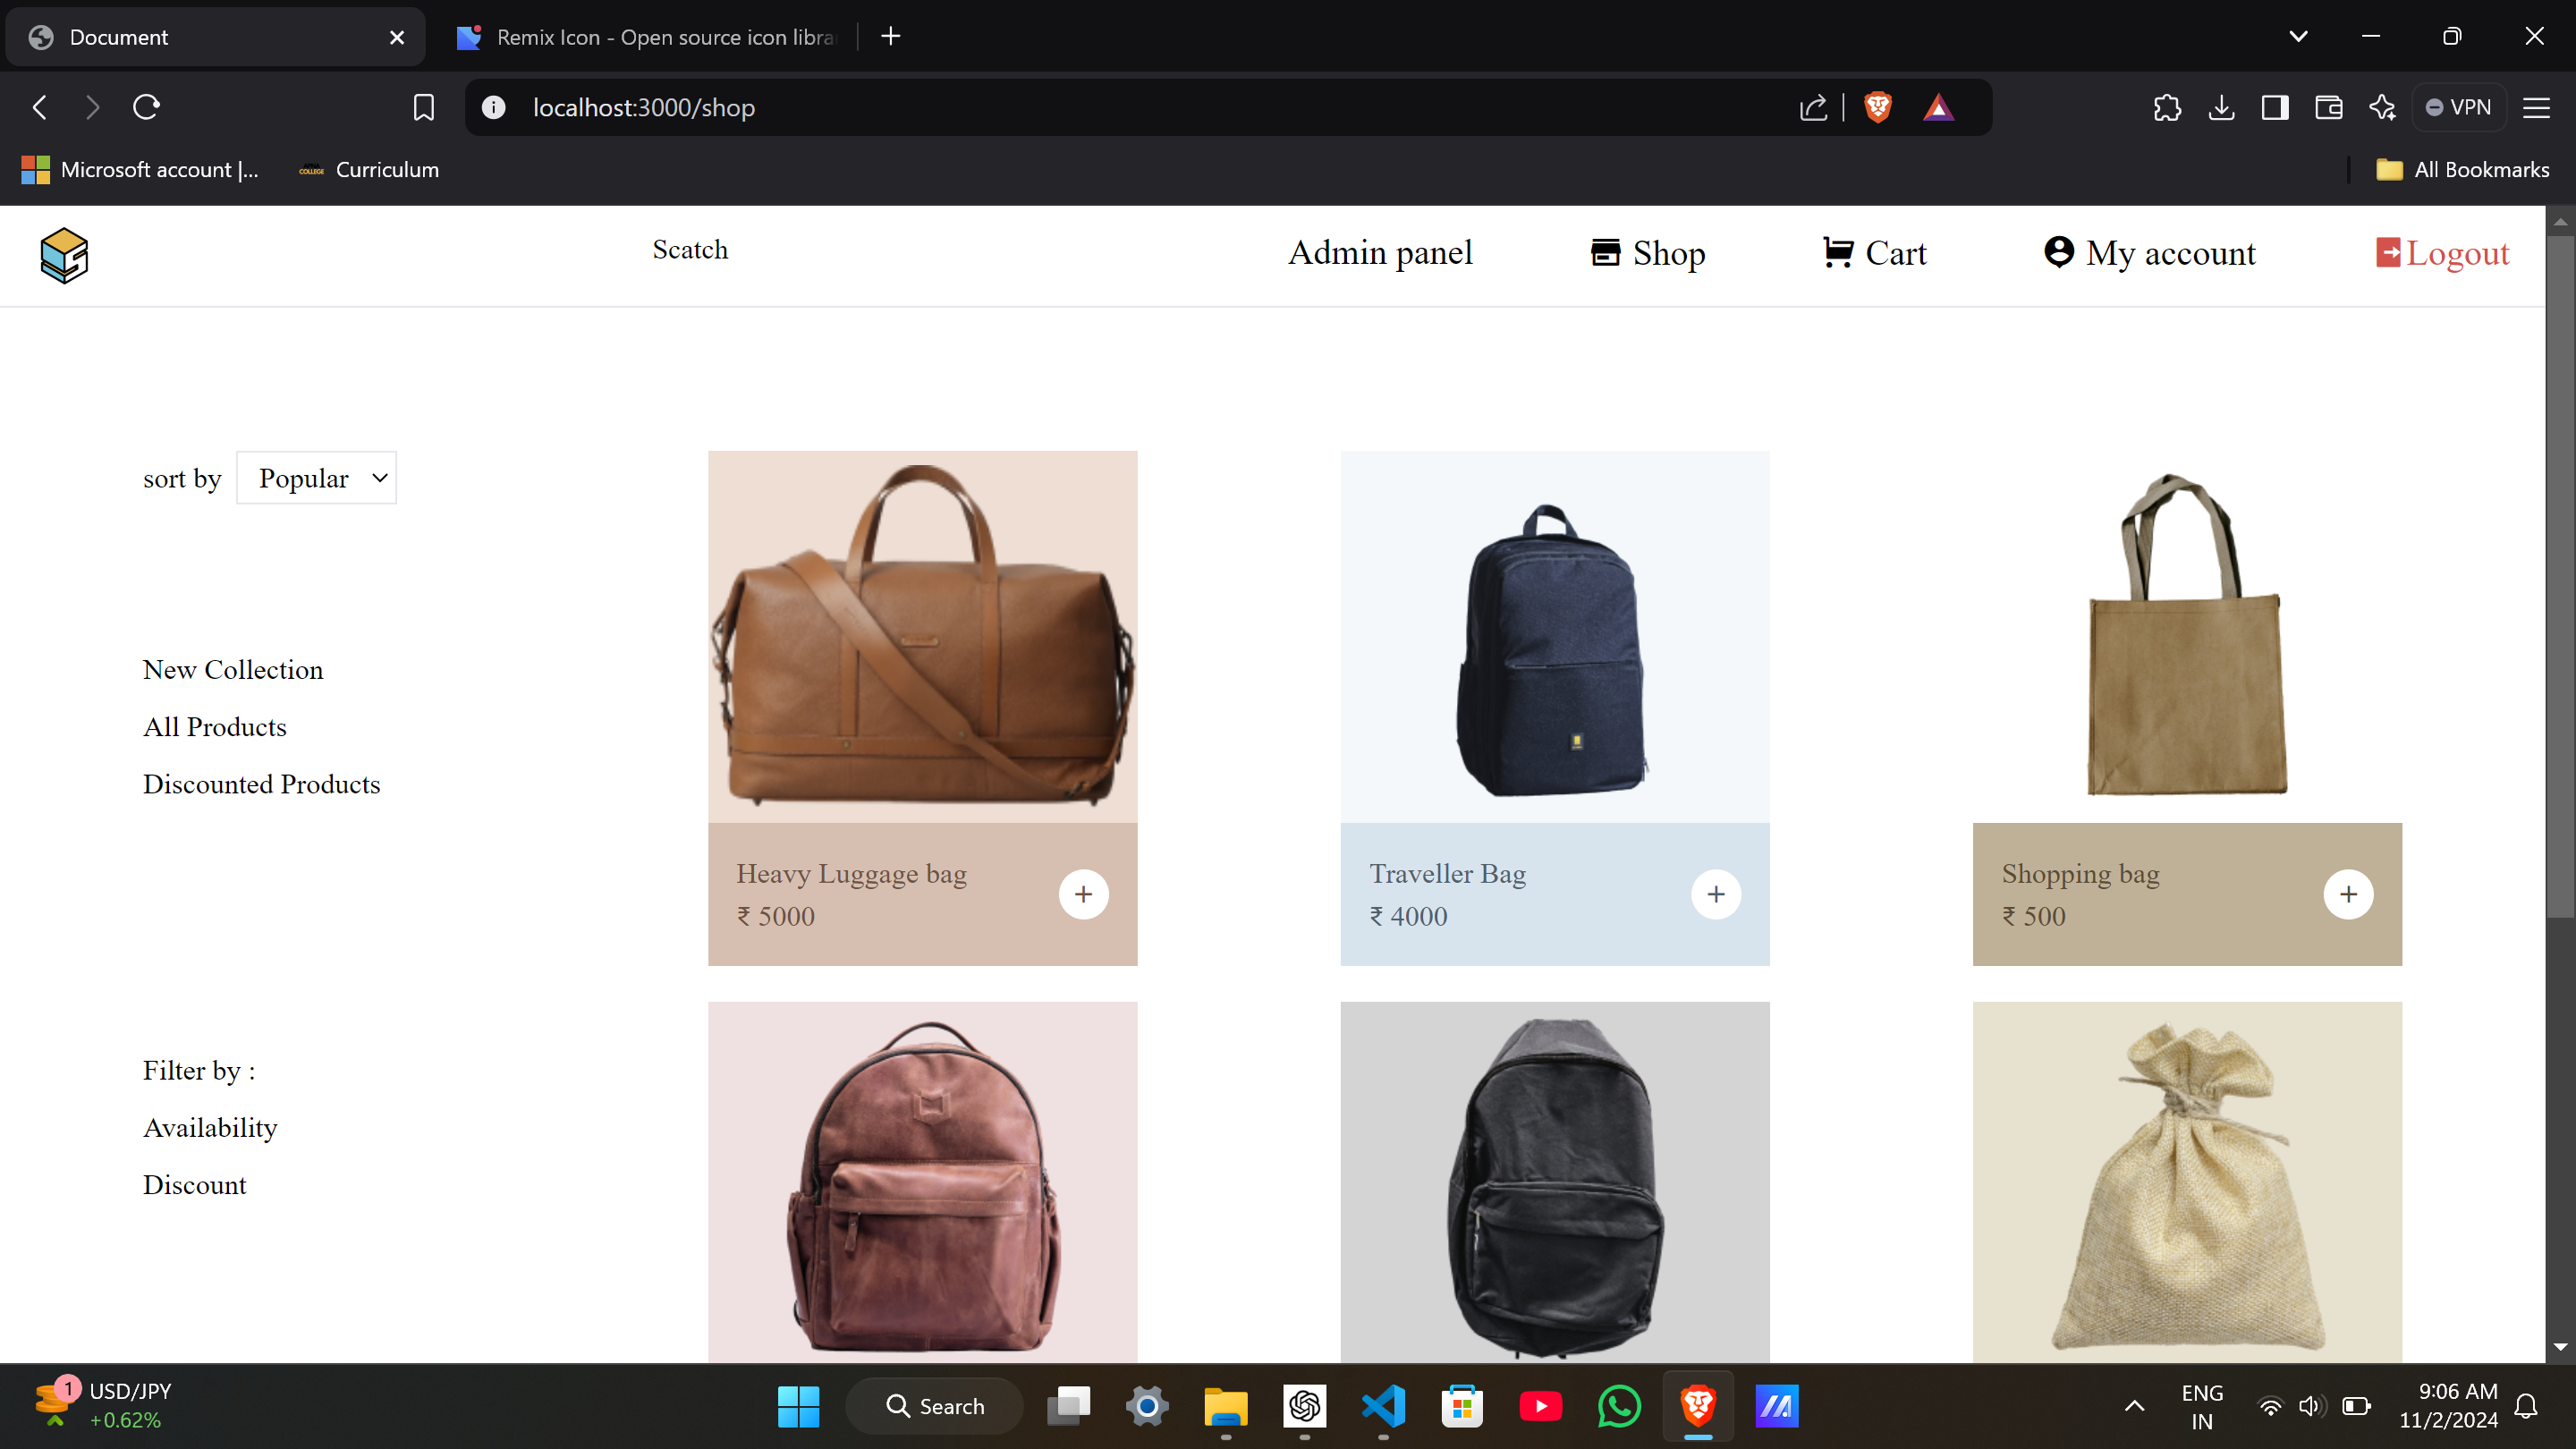 Document
Remix Icon - Open source icon libra
localhost:3000/shop
VPN
Microsoft account |...
COLLEGE
Curriculum
All Bookmarks
Scatch
Admin panel
Shop
Cart
My account
Logout
sort by
Popular
New Collection
All Products
Discounted Products
Filter by :
Availability
Discount
Heavy Luggage bag
₹ 5000
+
Traveller Bag
₹ 4000
+
Shopping bag
₹ 500
+
1
USD/JPY
+0.62%
Search
ENG
IN
9:06 AM
11/2/2024